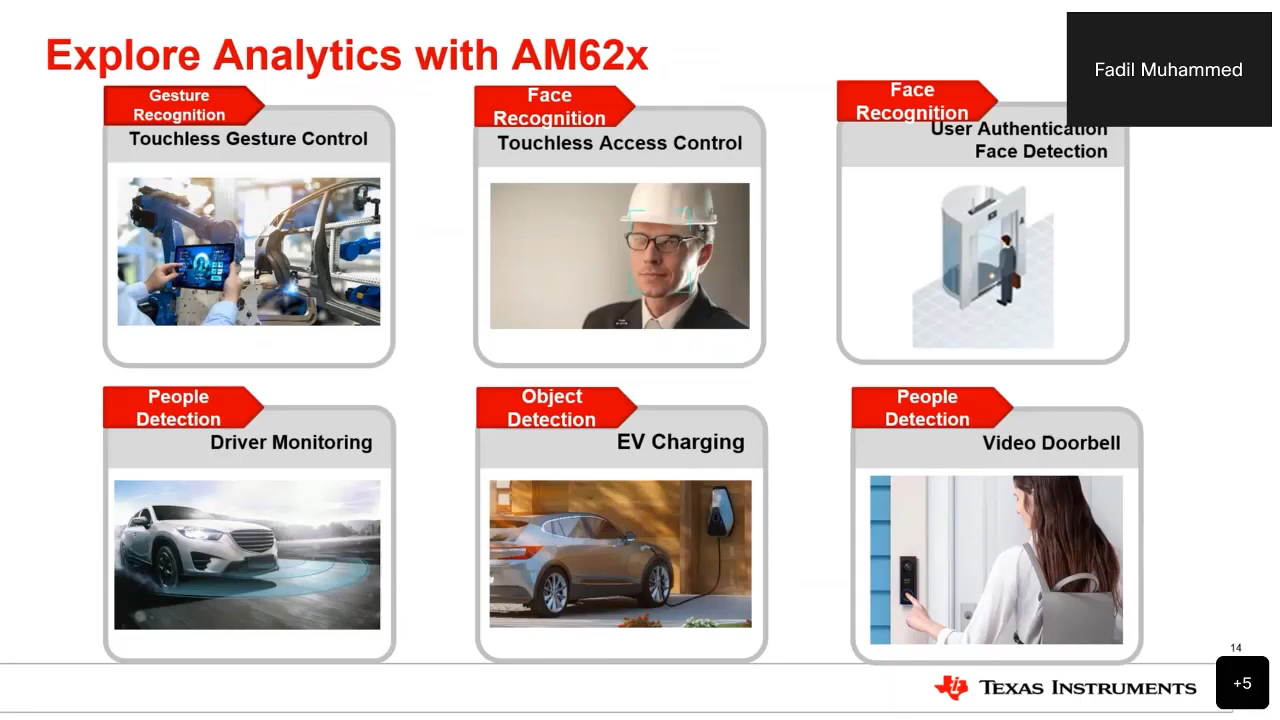 Explore Analytics with AM62x
Fadil Muhammed
Gesture
Recognition
Touchless Gesture Control
Face
Recognition
Touchless Access Control
Face
Recognition
User Authentication
Face Detection
People
Detection
Driver Monitoring
Object
Detection
EV Charging
People
Detection
Video Doorbell
14
TEXAS INSTRUMENTS
+5